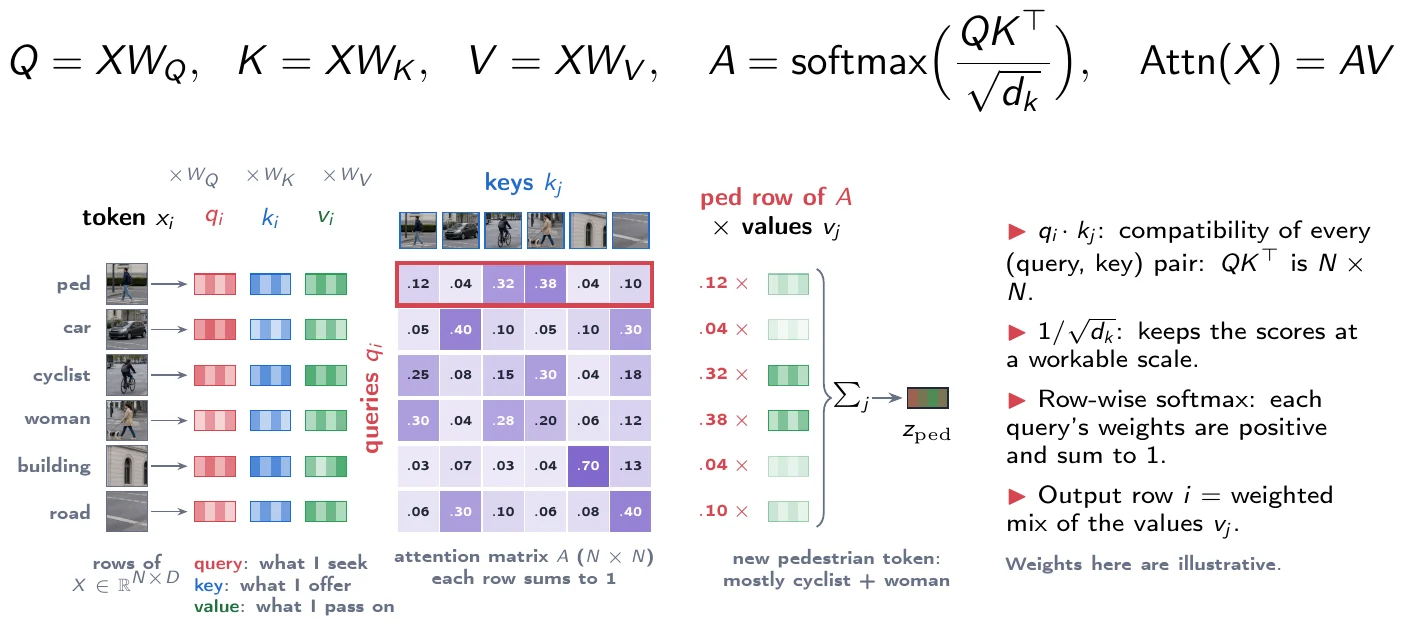 Q = XW_Q,   K = XW_K,   V = XW_V,   A = softmax(QK^⊤ / √d_k),   Attn(X) = AV
× W_Q   × W_K   × W_V
token x_i   q_i   k_i   v_i
keys k_j
ped row of A
× values v_j
queries q_i
ped   .12   .04   .32   .38   .04   .10   .12 ×
car   .05   .40   .10   .05   .10   .30   .04 ×
cyclist   .25   .08   .15   .30   .04   .18   .32 ×
woman   .30   .04   .28   .20   .06   .12   .38 ×
building   .03   .07   .03   .04   .70   .13   .04 ×
road   .06   .30   .10   .06   .08   .40   .10 ×
∑_j
z_ped
rows of
X ∈ ℝ^{N×D}
query: what I seek
key: what I offer
value: what I pass on
attention matrix A (N × N)
each row sums to 1
new pedestrian token:
mostly cyclist + woman
▶ q_i · k_j: compatibility of every
(query, key) pair: QK^⊤ is N ×
N.
▶ 1/√d_k: keeps the scores at
a workable scale.
▶ Row-wise softmax: each
query's weights are positive
and sum to 1.
▶ Output row i = weighted
mix of the values v_j.
Weights here are illustrative.